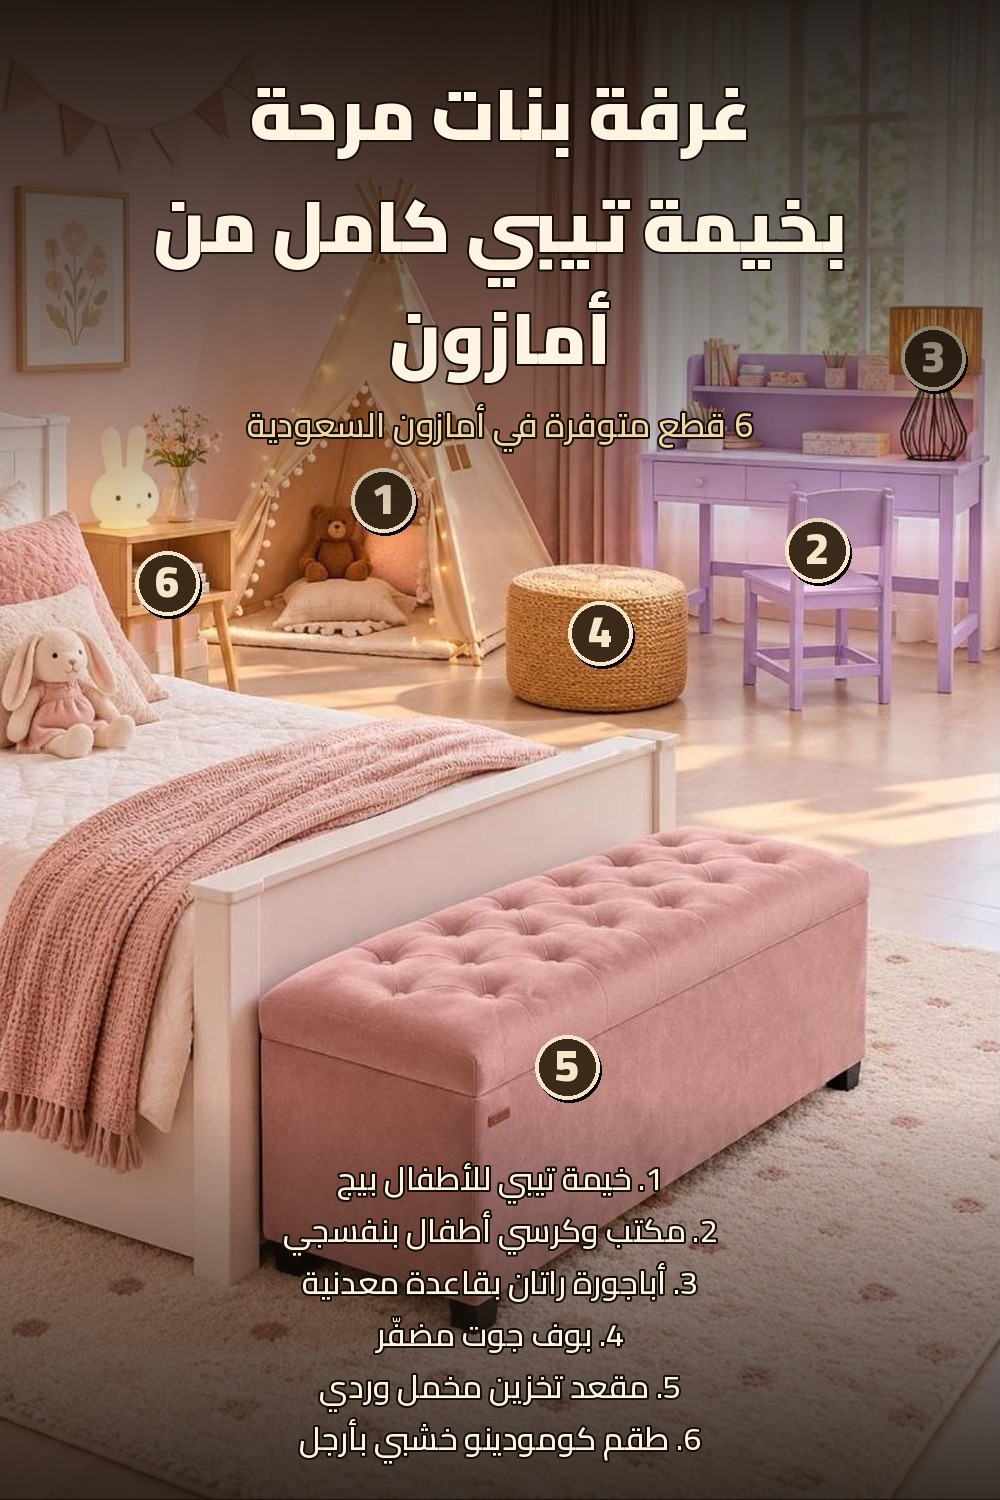 غرفة بنات مرحة
بخيمة تيبي كامل من
أمازون
6 قطع متوفرة في أمازون السعودية
3
1
2
6
4
5
1. خيمة تيبي للأطفال بيج
2. مكتب وكرسي أطفال بنفسجي
3. أباجورة راتان بقاعدة معدنية
4. بوف جوت مضفّر
5. مقعد تخزين مخمل وردي
6. طقم كومودينو خشبي بأرجل